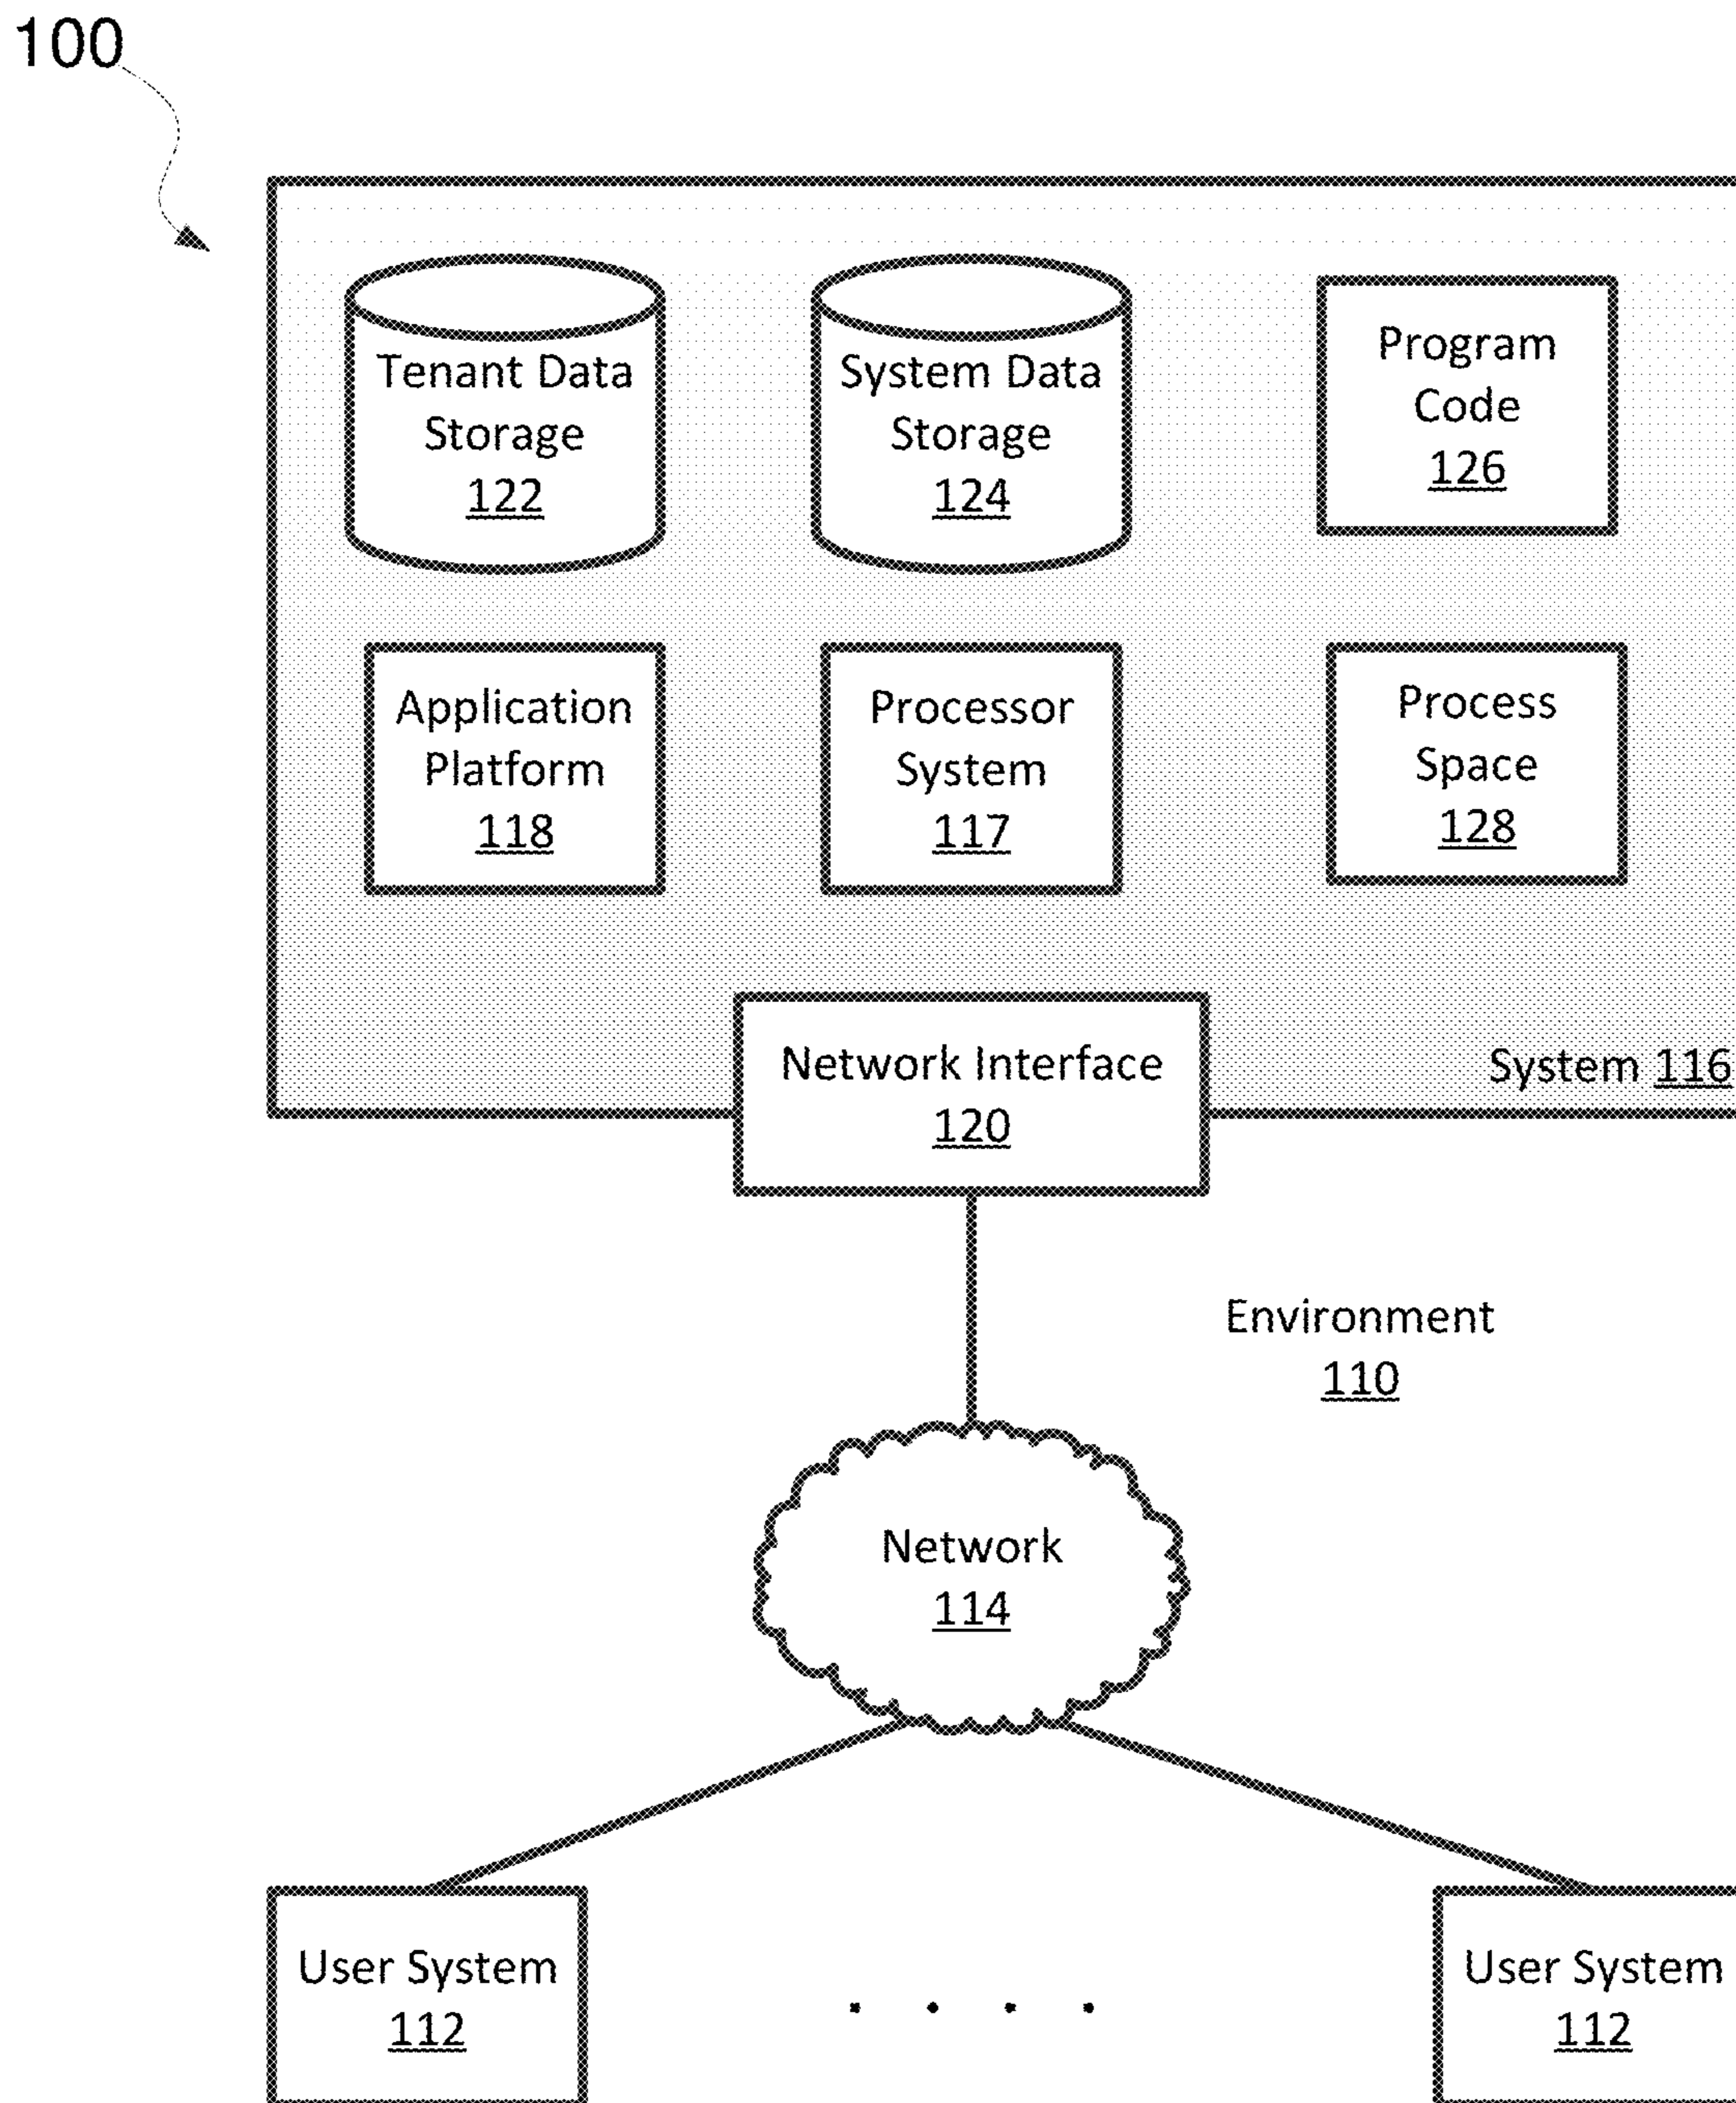 100
Tenant Data
Storage
122
System Data
Storage
124
Program
Code
126
Application
Platform
118
Processor
System
117
Process
Space
128
Network Interface
120
System 116
Environment
110
Network
114
User System
112
. . . .
User System
112